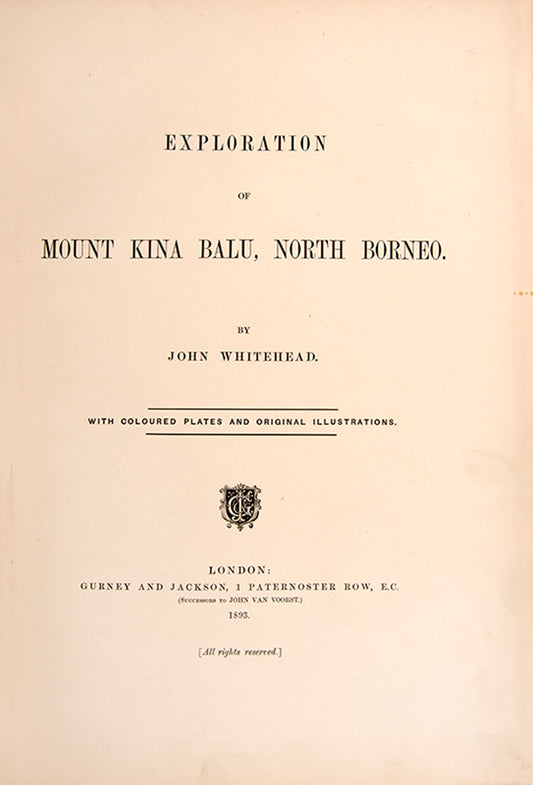 EXPLORATION
OF
MOUNT KINA BALU, NORTH BORNEO.
BY
JOHN WHITEHEAD.
WITH COLOURED PLATES AND ORIGINAL ILLUSTRATIONS.
LONDON:
GURNEY AND JACKSON, 1 PATERNOSTER ROW, E.C.
(SUCCESSORS TO JOHN VAN VOORST.)
1893.
[All rights reserved.]